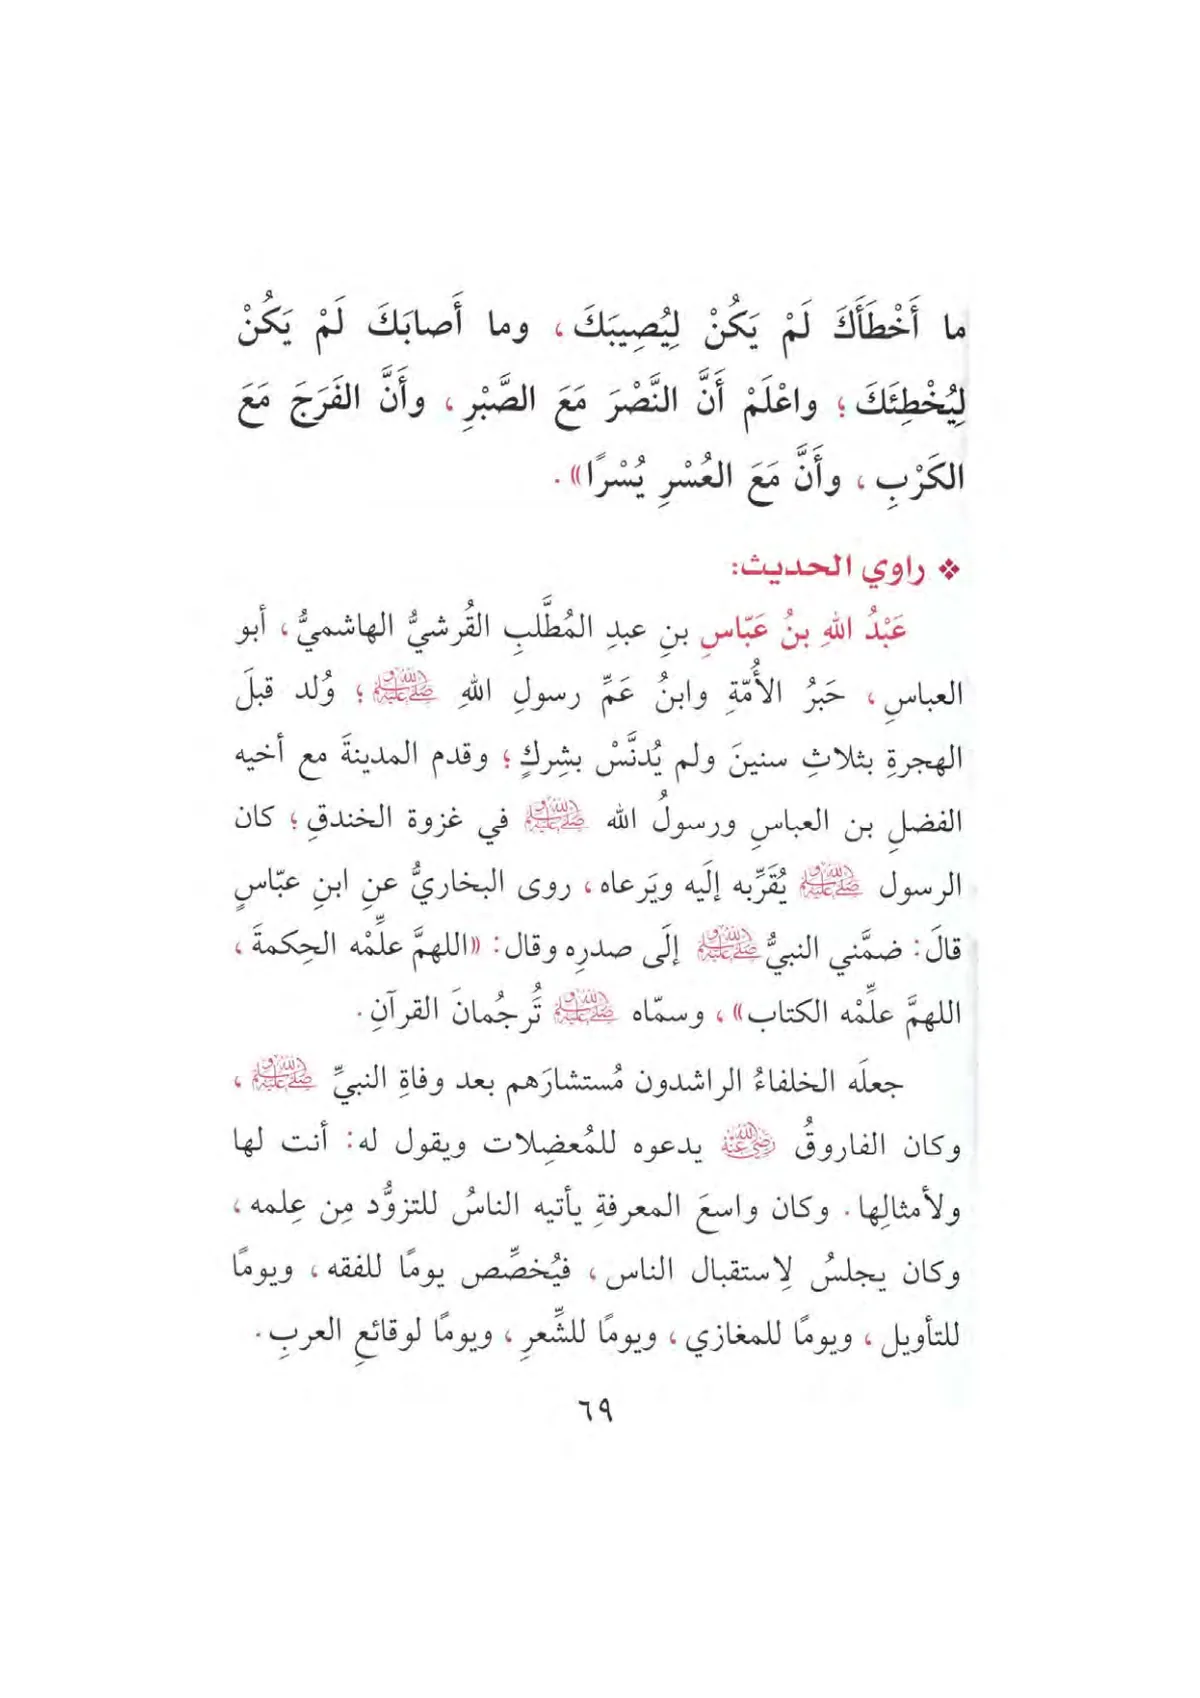 ما أَخْطَأَكَ لَمْ يَكُنْ لِيُصِيبَكَ، وما أَصابَكَ لَمْ يَكُنْ
لِيُخْطِئَكَ؛ واعْلَمْ أَنَّ النَّصْرَ مَعَ الصَّبْرِ، وأَنَّ الفَرَجَ مَعَ
الكَرْبِ، وأَنَّ مَعَ العُسْرِ يُسْرًا».
❖ راوي الحديث:
عَبْدُ اللهِ بنُ عَبّاسِ بنِ عبدِ المُطَّلبِ القُرشيُّ الهاشميُّ، أبو
العباسِ، حَبرُ الأُمّةِ وابنُ عَمِّ رسولِ اللهِ ﷺ؛ وُلد قبلَ
الهجرةِ بثلاثِ سنينَ ولم يُدنَّسْ بشِركٍ؛ وقدم المدينةَ مع أخيه
الفضلِ بن العباسِ ورسولُ الله ﷺ في غزوة الخندقِ؛ كان
الرسول ﷺ يُقَرِّبه إلَيه ويَرعاه، روى البخاريُّ عنِ ابنِ عبّاسٍ
قالَ: ضمَّني النبيُّ ﷺ إلَى صدرِه وقال: «اللهمَّ علِّمْه الحِكمةَ،
اللهمَّ علِّمْه الكتاب»، وسمّاه ﷺ تُرجُمانَ القرآنِ.
جعلَه الخلفاءُ الراشدون مُستشارَهم بعد وفاةِ النبيِّ ﷺ،
وكان الفاروقُ رضي الله عنه يدعوه للمُعضِلات ويقول له: أنت لها
ولأمثالِها. وكان واسعَ المعرفةِ يأتيه الناسُ للتزوُّد مِن عِلمه،
وكان يجلسُ لِاستقبال الناس، فيُخصِّص يومًا للفقه، ويومًا
للتأويل، ويومًا للمغازي، ويومًا للشِّعرِ، ويومًا لوقائعِ العربِ.
٦٩